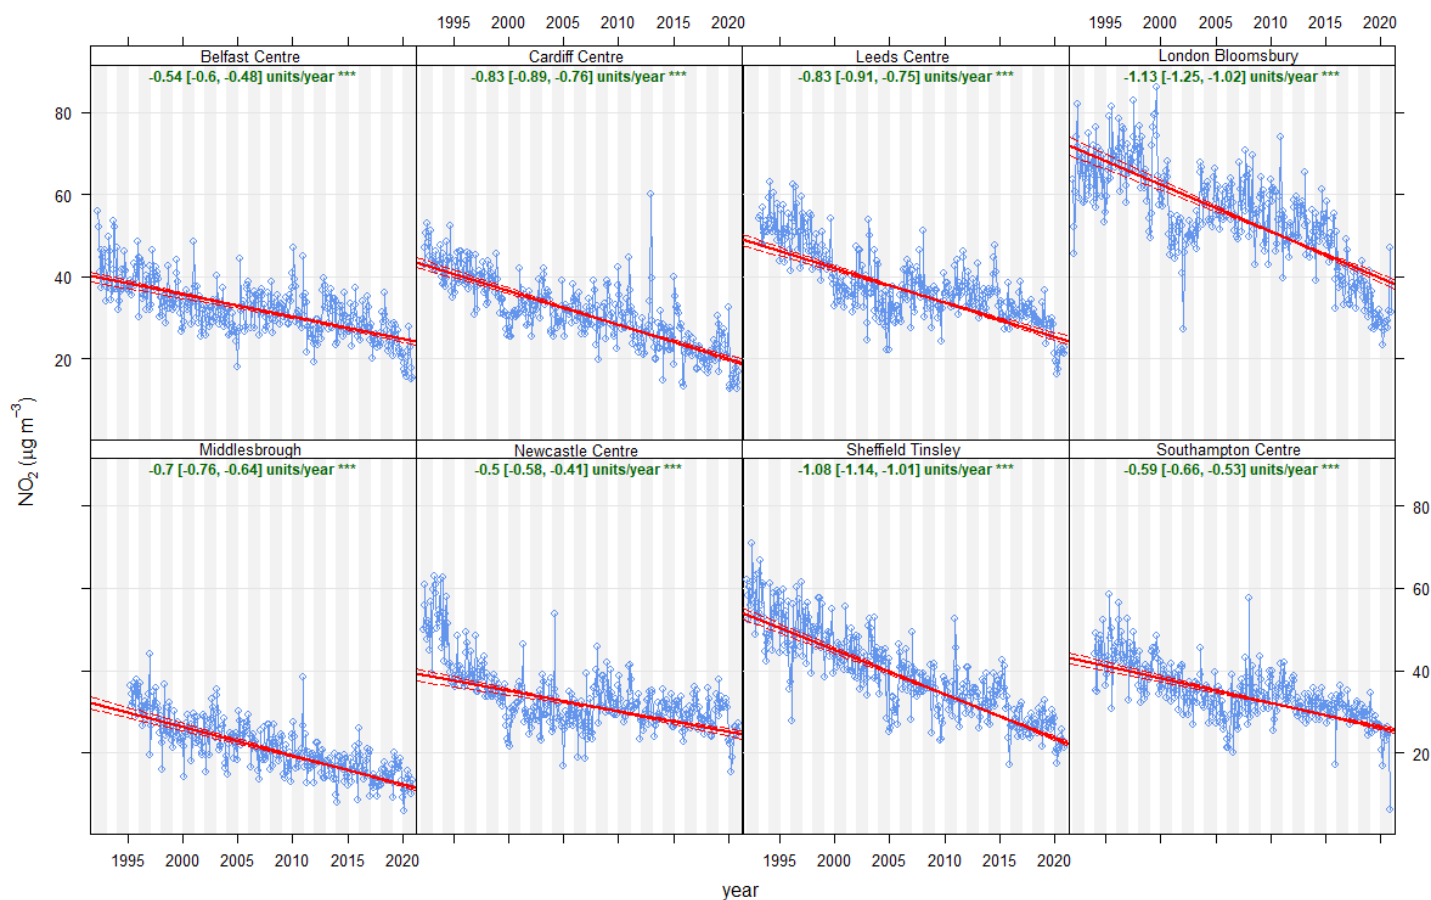 1995 2000 2005 2010 2015 2020 1995 2000 2005 2010 2015 2020
Belfast Centre Cardiff Centre Leeds Centre London Bloomsbury
-0.54 [-0.6, -0.48] units/year *** -0.83 [-0.89, -0.76] units/year *** -0.83 [-0.91, -0.75] units/year *** -1.13 [-1.25, -1.02] units/year ***
80
60
40
20
NO₂ (µg m⁻³)
Middlesbrough Newcastle Centre Sheffield Tinsley Southampton Centre
-0.7 [-0.76, -0.64] units/year *** -0.5 [-0.58, -0.41] units/year *** -1.08 [-1.14, -1.01] units/year *** -0.59 [-0.66, -0.53] units/year ***
80
60
40
20
1995 2000 2005 2010 2015 2020 1995 2000 2005 2010 2015 2020
year